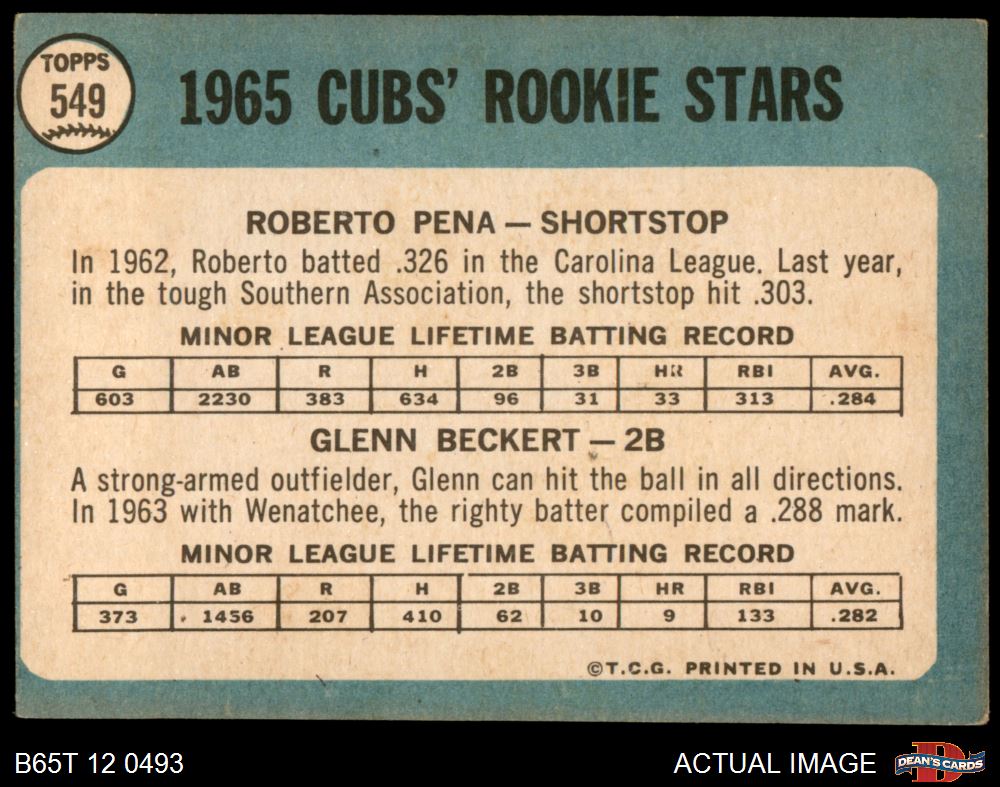 TOPPS
549
1965 CUBS' ROOKIE STARS
ROBERTO PENA — SHORTSTOP
In 1962, Roberto batted .326 in the Carolina League. Last year,
in the tough Southern Association, the shortstop hit .303.
MINOR LEAGUE LIFETIME BATTING RECORD
G AB R H 2B 3B HR RBI AVG.
603 2230 383 634 96 31 33 313 .284
GLENN BECKERT — 2B
A strong-armed outfielder, Glenn can hit the ball in all directions.
In 1963 with Wenatchee, the righty batter compiled a .288 mark.
MINOR LEAGUE LIFETIME BATTING RECORD
G AB R H 2B 3B HR RBI AVG.
373 1456 207 410 62 10 9 133 .282
©T.C.G. PRINTED IN U.S.A.
B65T 12 0493
ACTUAL IMAGE
D
DEAN'S CARDS